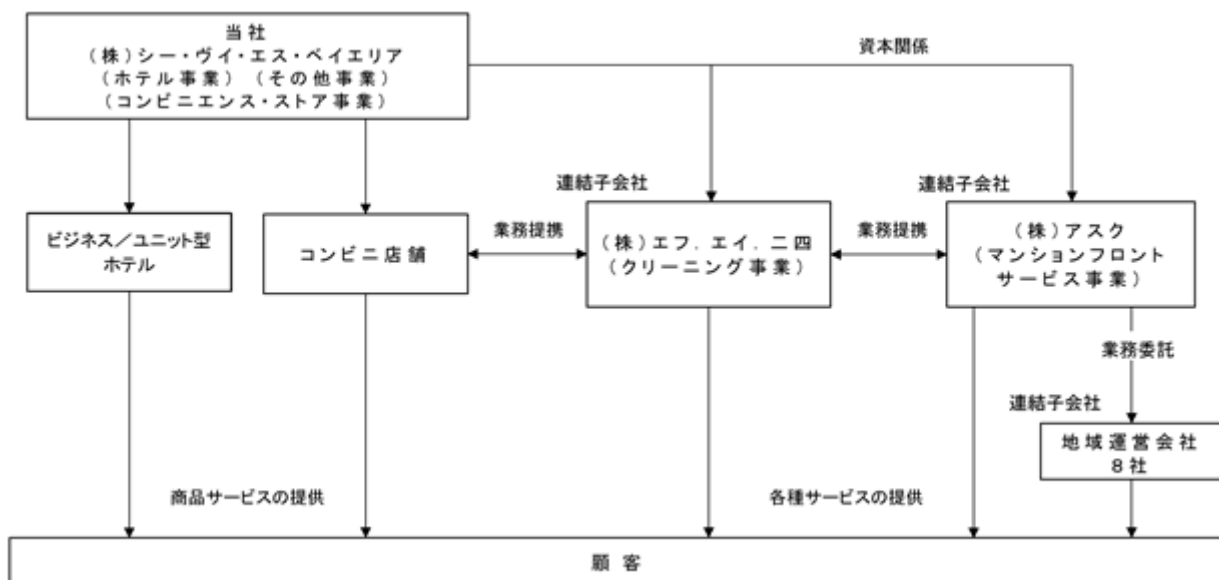 当社
(株)シー・ヴイ・エス・ベイエリア
(ホテル事業) (その他事業)
(コンビニエンス・ストア事業)
資本関係
連結子会社
連結子会社
ビジネス/ユニット型
ホテル
コンビニ店舗
業務提携
(株)エフ.エイ.二四
(クリーニング事業)
業務提携
(株)アスク
(マンションフロント
サービス事業)
業務委託
連結子会社
地域運営会社
8社
商品サービスの提供
各種サービスの提供
顧客